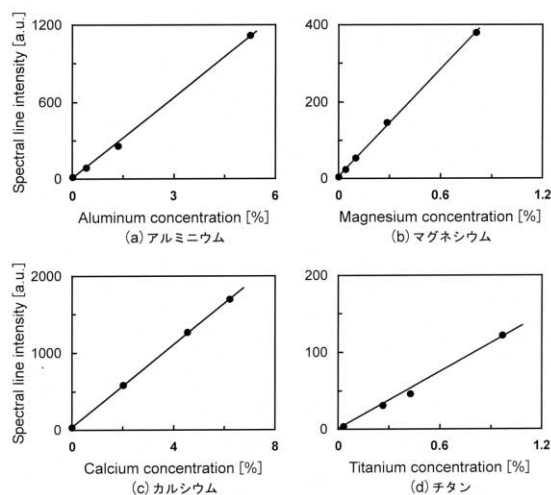 1200
600
0
0
3
6
Spectral line intensity [a.u.]
Aluminum concentration [%]
(a) アルミニウム
400
200
0
0
0.6
1.2
Magnesium concentration [%]
(b) マグネシウム
2000
1000
0
0
4
8
Spectral line intensity [a.u.]
Calcium concentration [%]
(c) カルシウム
200
100
0
0
0.6
1.2
Titanium concentration [%]
(d) チタン